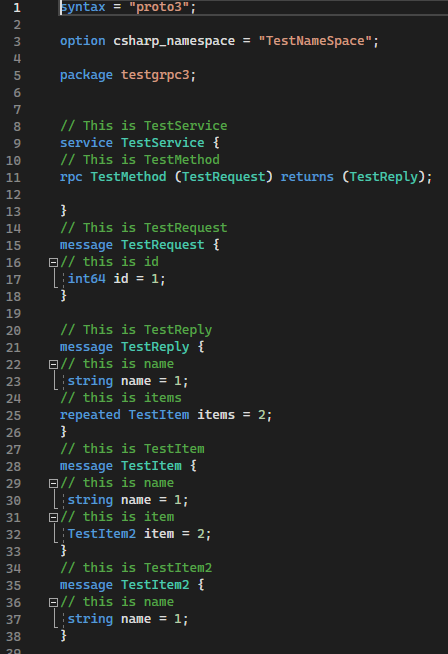 1 syntax = "proto3";
2
3 option csharp_namespace = "TestNameSpace";
4
5 package testgrpc3;
6
7
8 // This is TestService
9 service TestService {
10 // This is TestMethod
11 rpc TestMethod (TestRequest) returns (TestReply);
12
13 }
14 // This is TestRequest
15 message TestRequest {
16 // this is id
17 int64 id = 1;
18 }
19
20 // This is TestReply
21 message TestReply {
22 // this is name
23 string name = 1;
24 // this is items
25 repeated TestItem items = 2;
26 }
27 // this is TestItem
28 message TestItem {
29 // this is name
30 string name = 1;
31 // this is item
32 TestItem2 item = 2;
33 }
34 // this is TestItem2
35 message TestItem2 {
36 // this is name
37 string name = 1;
38 }
39